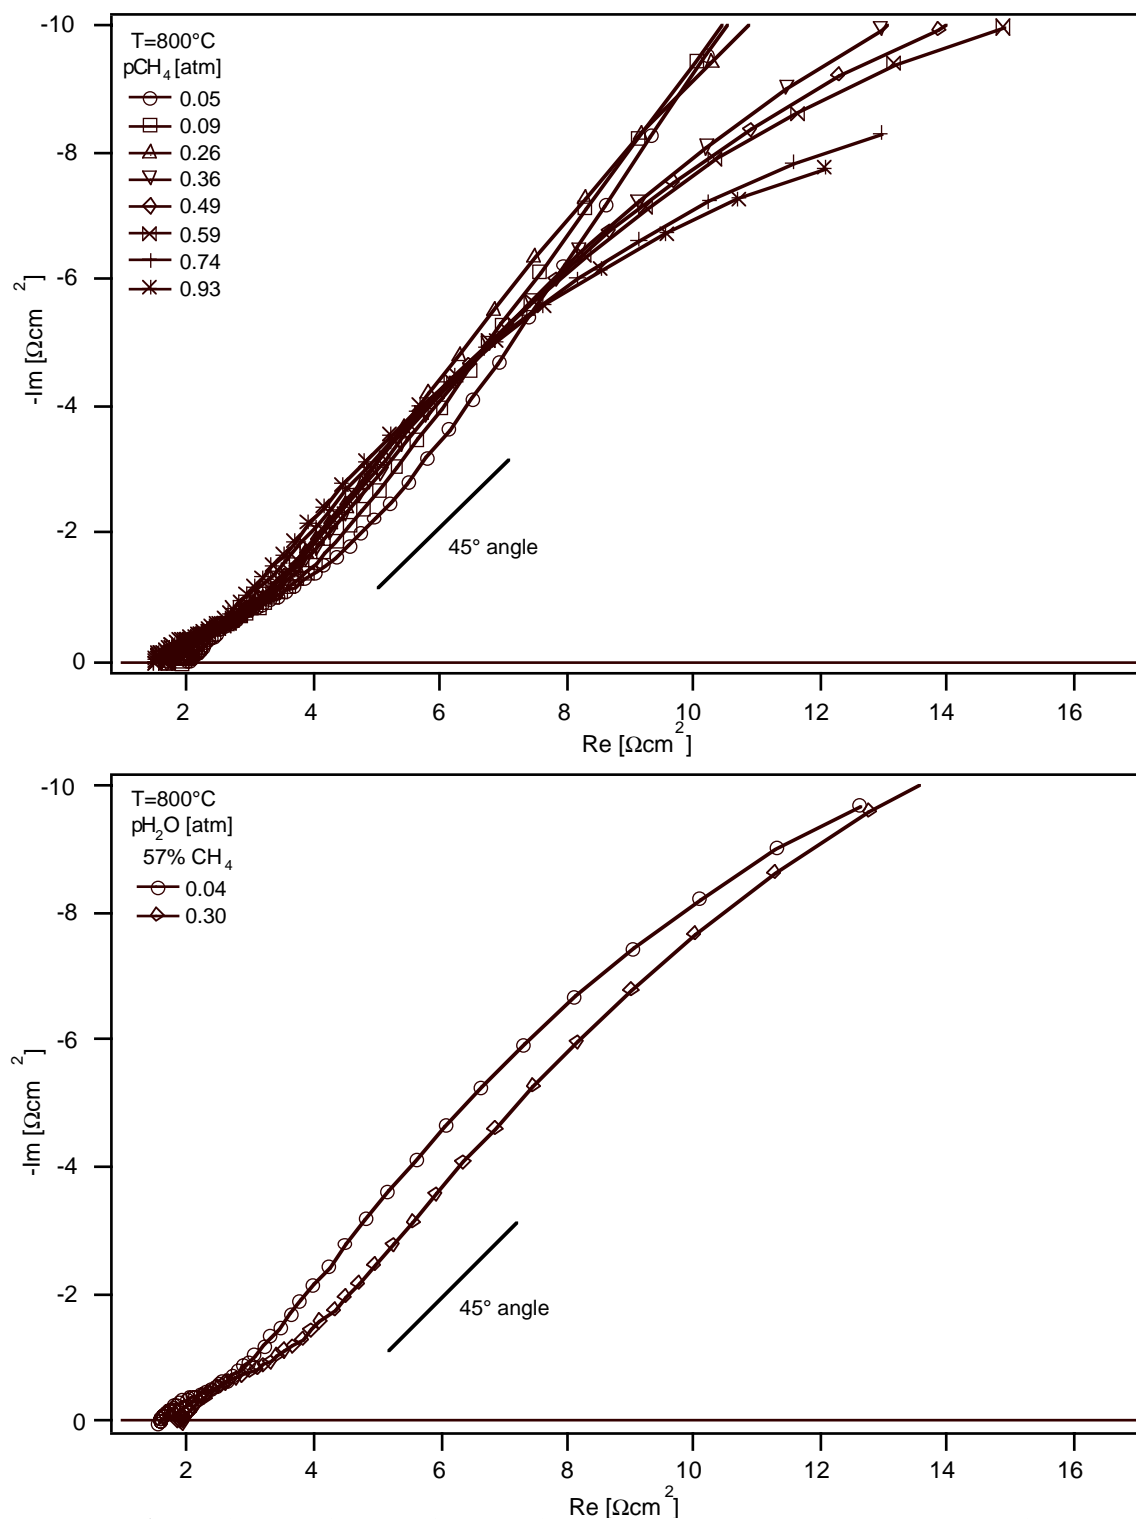 T=800°C
pCH4 [atm]
0.05
0.09
0.26
0.36
0.49
0.59
0.74
0.93
-10
-8
-6
-4
-2
0
-Im [Ωcm2]
45° angle
2 4 6 8 10 12 14 16
Re [Ωcm2]
T=800°C
pH2O [atm]
57% CH4
0.04
0.30
-10
-8
-6
-4
-2
0
-Im [Ωcm2]
45° angle
2 4 6 8 10 12 14 16
Re [Ωcm2]